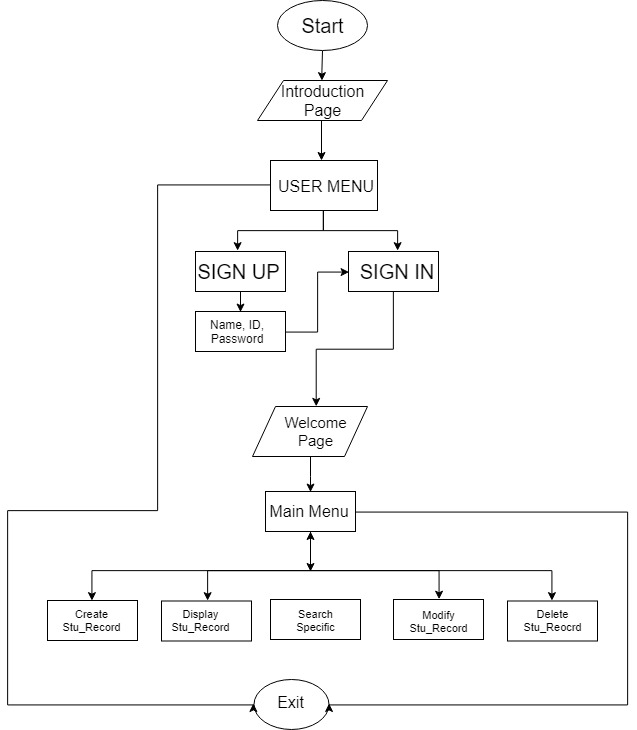 Start
Introduction
Page
USER MENU
SIGN UP
SIGN IN
Name, ID,
Password
Welcome
Page
Main Menu
Create
Stu_Record
Display
Stu_Record
Search
Specific
Modify
Stu_Record
Delete
Stu_Reocrd
Exit